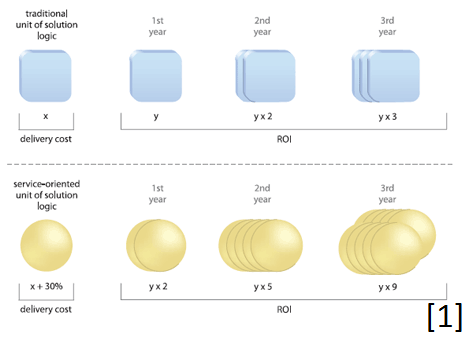 traditional
unit of solution
logic
1st
year
2nd
year
3rd
year
x
y
y x 2
y x 3
delivery cost
ROI
service-oriented
unit of solution
logic
1st
year
2nd
year
3rd
year
x + 30%
y x 2
y x 5
y x 9
delivery cost
ROI
[1]